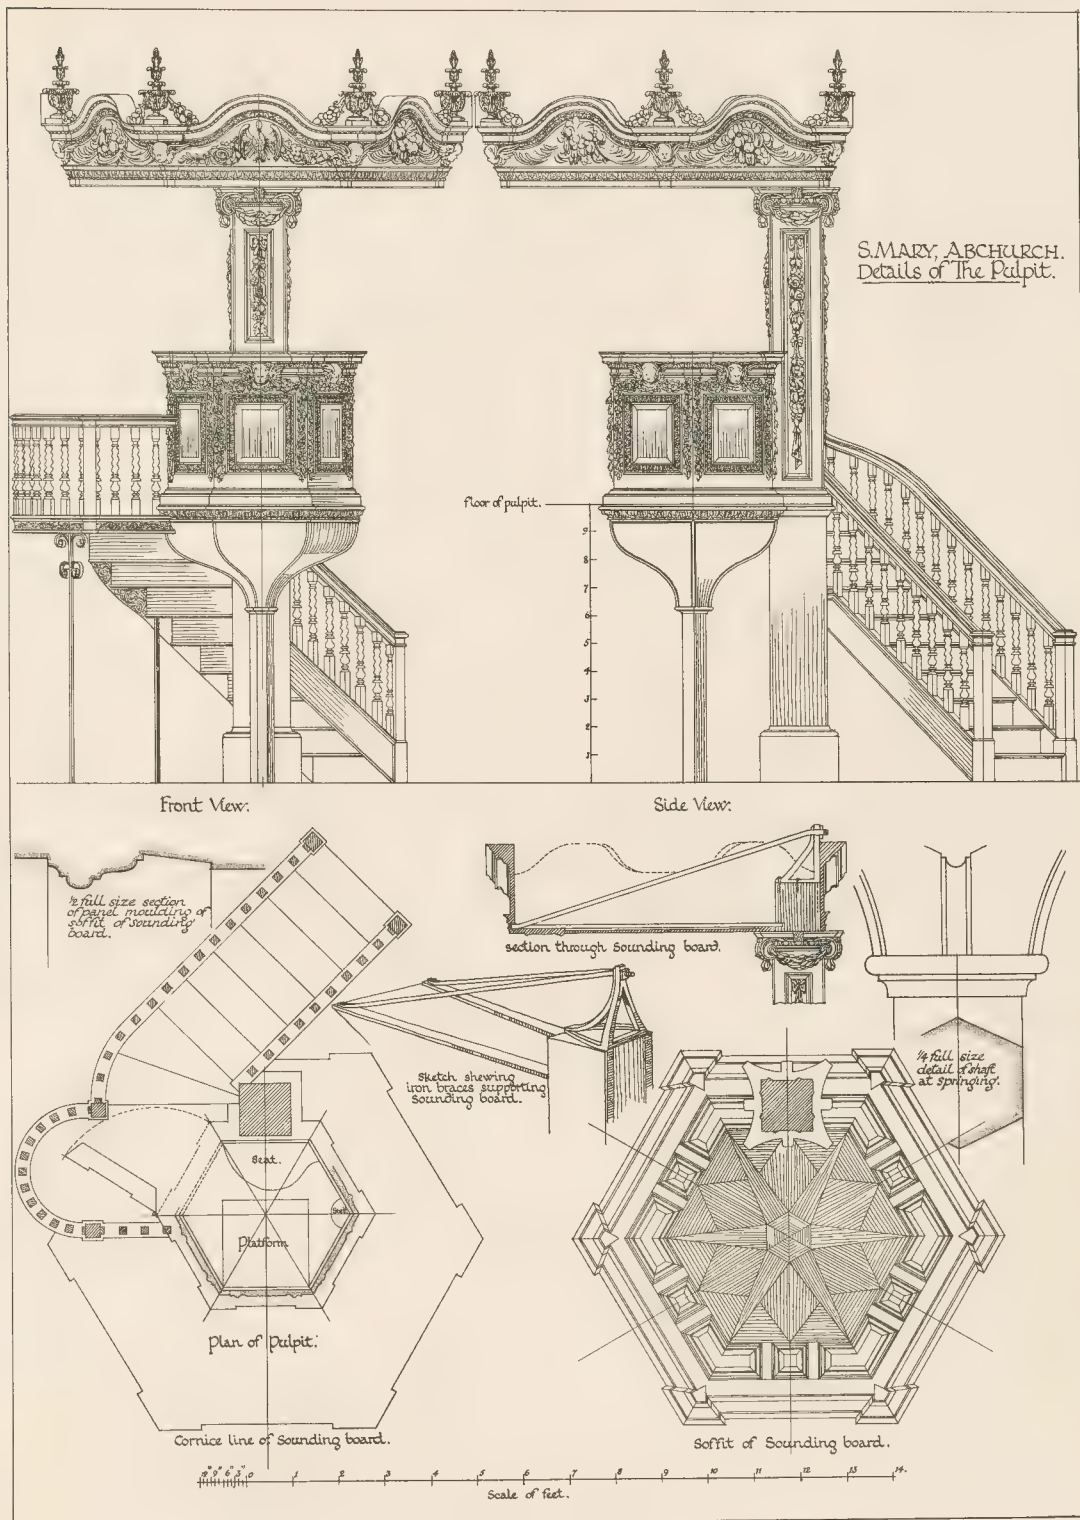 S.MARY, ABCHURCH.
Details of The Pulpit.
floor of pulpit.
9
8
7
6
5
4
3
2
1
Front View.
Side View.
½ full size section
of panel moulding of
soffit of sounding
board.
section through Sounding board.
Sketch shewing
iron braces supporting
Sounding board.
¼ full size
detail of shaft
at springing.
Seat.
Platform
Plan of Pulpit.
Cornice line of Sounding board.
Soffit of Sounding board.
12" 9" 6" 3" 0 1 2 3 4 5 6 7 8 9 10 11 12 13 14.
Scale of feet.